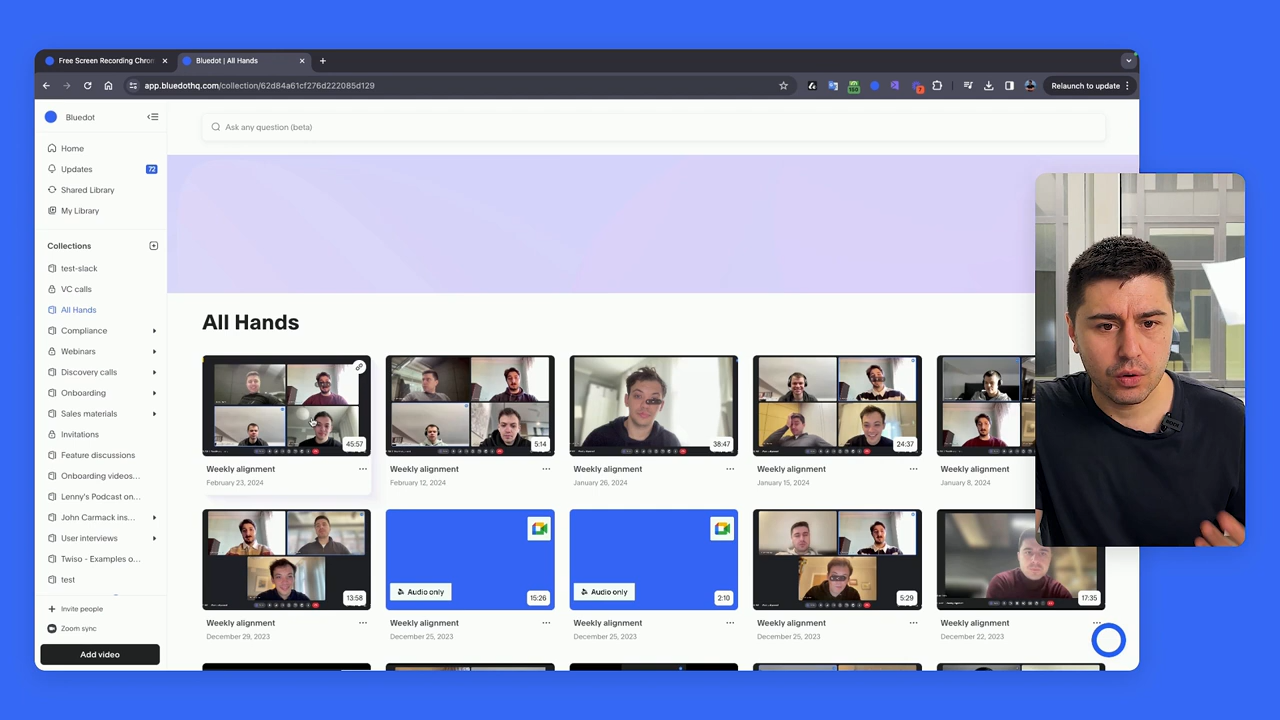 Free Screen Recording Chron
Bluedot | All Hands
app.bluedothq.com/collection/62d84a61cf276d222085d129
Relaunch to update
Bluedot
Ask any question (beta)
Home
Updates
72
Shared Library
My Library
Collections
test-slack
VC calls
All Hands
Compliance
Webinars
Discovery calls
Onboarding
Sales materials
Invitations
Feature discussions
Onboarding videos...
Lenny's Podcast on...
John Carmack ins...
User interviews
Twiso - Examples o...
test
Invite people
Zoom sync
Add video
All Hands
45:57
5:14
38:47
24:37
Weekly alignment
February 23, 2024
Weekly alignment
February 12, 2024
Weekly alignment
January 26, 2024
Weekly alignment
January 15, 2024
Weekly alignment
January 8, 2024
13:58
Audio only
15:26
Audio only
2:10
5:29
17:35
Weekly alignment
December 29, 2023
Weekly alignment
December 25, 2023
Weekly alignment
December 25, 2023
Weekly alignment
December 25, 2023
Weekly alignment
December 22, 2023